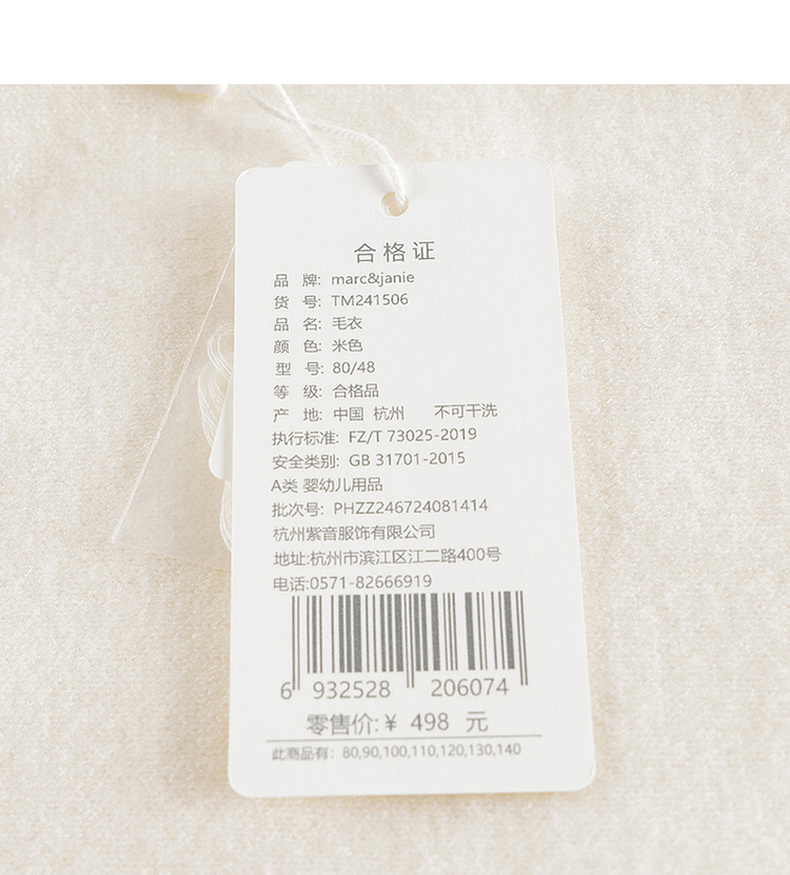 合格证
品 牌: marc&janie
货 号: TM241506
品 名: 毛衣
颜 色: 米色
型 号: 80/48
等 级: 合格品
产 地: 中国 杭州 不可干洗
执行标准: FZ/T 73025-2019
安全类别: GB 31701-2015
A类 婴幼儿用品
批次号: PHZZ246724081414
杭州紫音服饰有限公司
地址:杭州市滨江区江二路400号
电话:0571-82666919
6 932528 206074
零售价:¥ 498 元
此商品有: 80,90,100,110,120,130,140